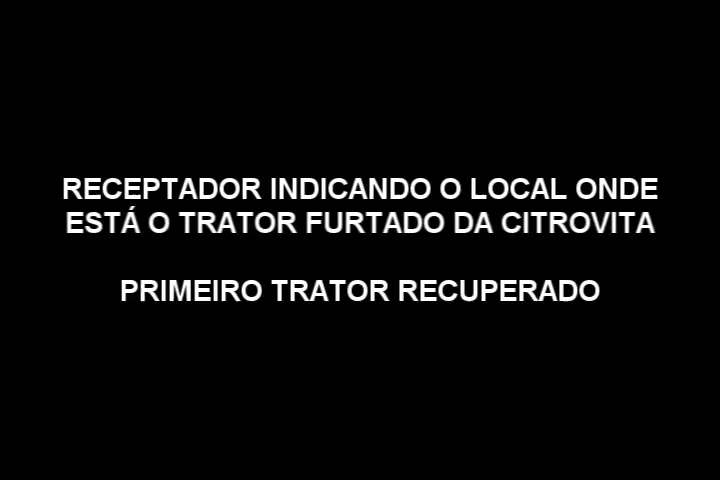 RECEPTADOR INDICANDO O LOCAL ONDE
ESTÁ O TRATOR FURTADO DA CITROVITA
PRIMEIRO TRATOR RECUPERADO